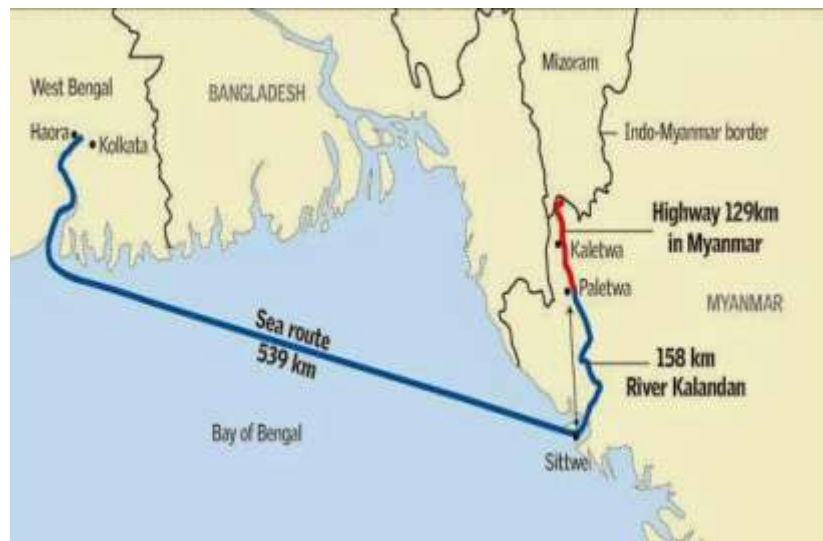 West Bengal
BANGLADESH
Mizoram
Haora
Kolkata
Indo-Myanmar border
Highway 129km
in Myanmar
Kaletwa
Paletwa
MYANMAR
Sea route
539 km
158 km
River Kalandan
Bay of Bengal
Sittwei